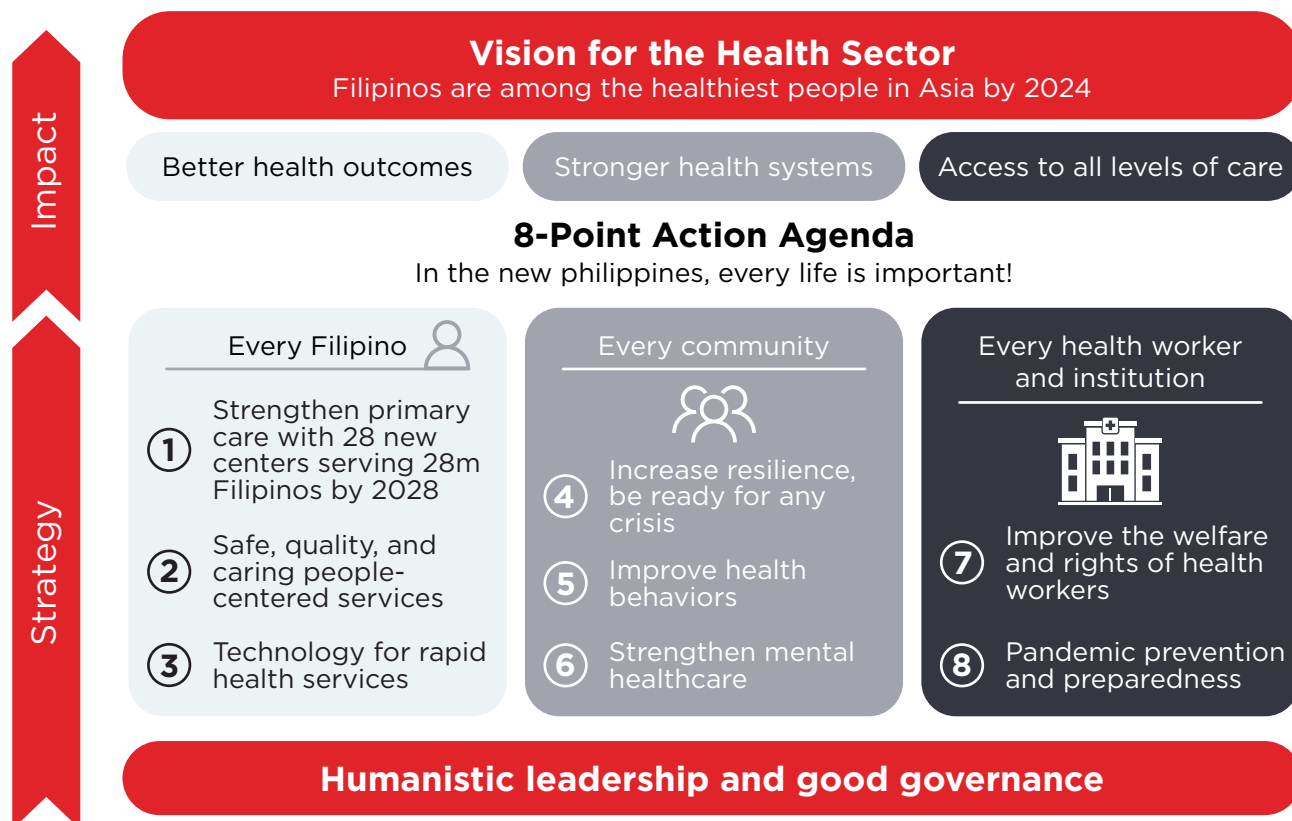 Vision for the Health Sector
Filipinos are among the healthiest people in Asia by 2024
Impact
Better health outcomes
Stronger health systems
Access to all levels of care
8-Point Action Agenda
In the new philippines, every life is important!
Strategy
Every Filipino
1
Strengthen primary
care with 28 new
centers serving 28m
Filipinos by 2028
2
Safe, quality, and
caring people-
centered services
3
Technology for rapid
health services
Every community
4
Increase resilience,
be ready for any
crisis
5
Improve health
behaviors
6
Strengthen mental
healthcare
Every health worker
and institution
7
Improve the welfare
and rights of health
workers
8
Pandemic prevention
and preparedness
Humanistic leadership and good governance